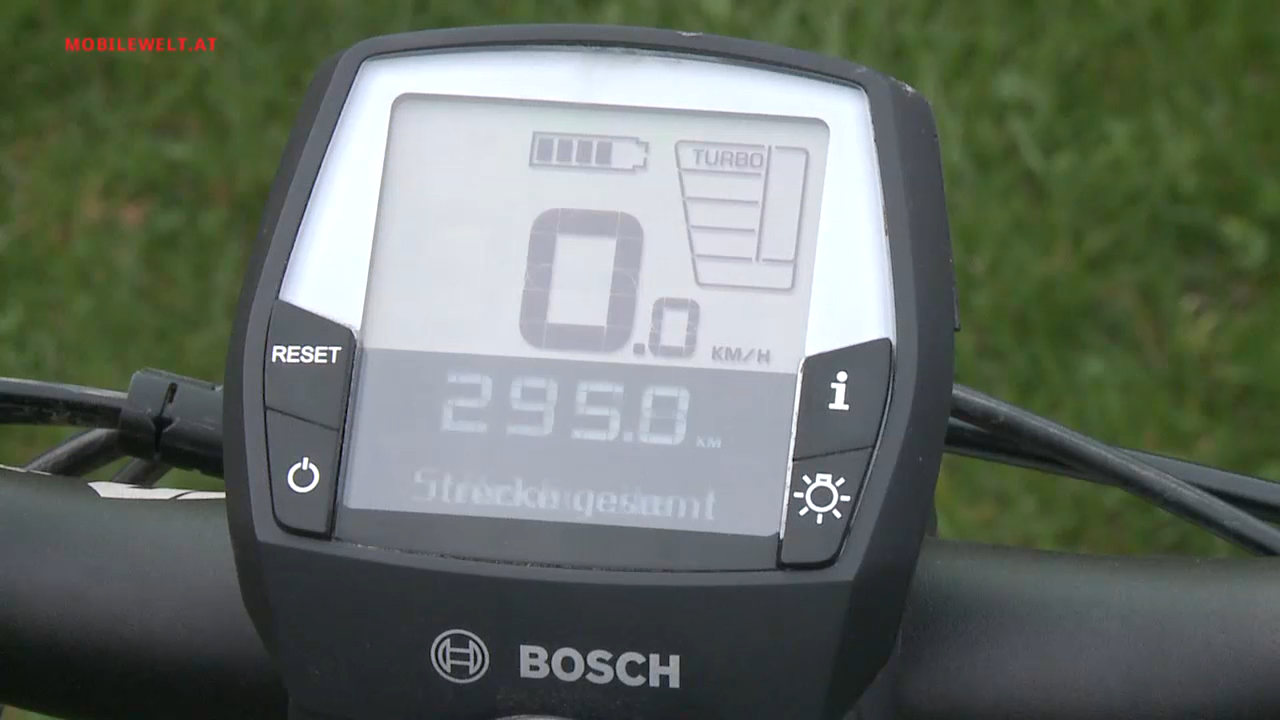 MOBILEWELT.AT
TURBO
0.0 KM/H
RESET
i
295.0 KM
Strecke gesamt
BOSCH